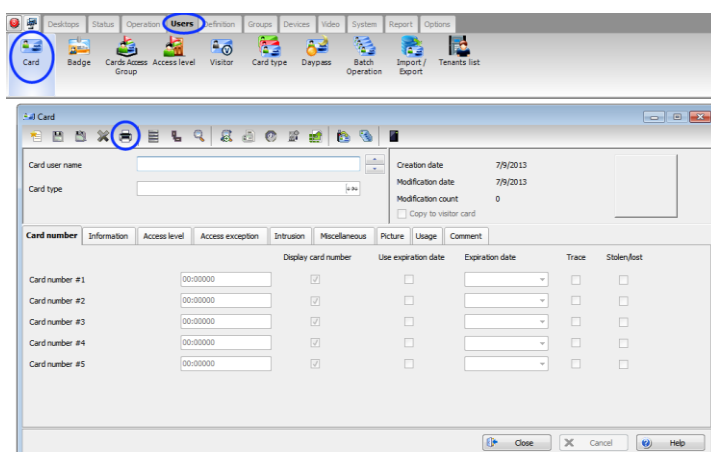 Desktops Status Operation Users Definition Groups Devices Video System Report Options
Card Badge Cards Access Group Access level Visitor Card type Daypass Batch Operation Import / Export Tenants list
Card
Card user name
Creation date 7/9/2013
Modification date 7/9/2013
Card type
Modification count 0
Copy to visitor card
Card number Information Access level Access exception Intrusion Miscellaneous Picture Usage Comment
Display card number Use expiration date Expiration date Trace Stolen/lost
Card number #1 00:00000
Card number #2 00:00000
Card number #3 00:00000
Card number #4 00:00000
Card number #5 00:00000
Close Cancel Help